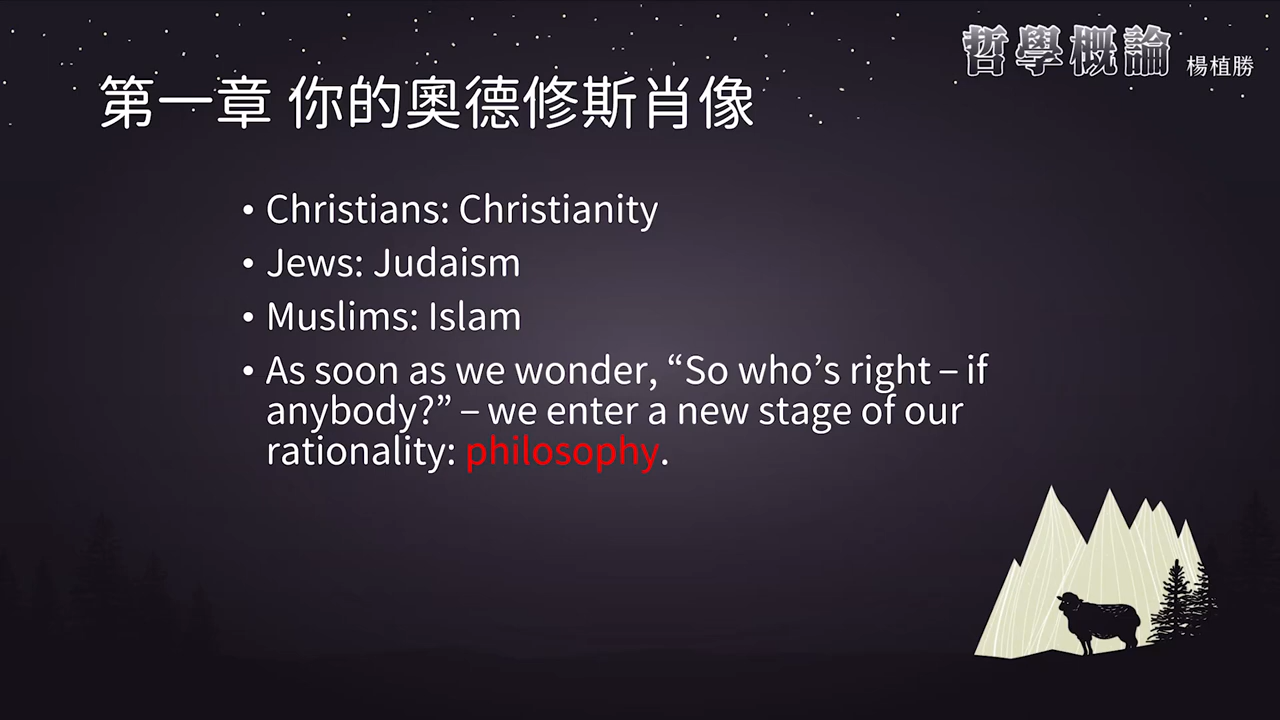 哲學概論 楊植勝
第一章 你的奧德修斯肖像
• Christians: Christianity
• Jews: Judaism
• Muslims: Islam
• As soon as we wonder, “So who’s right – if
anybody?” – we enter a new stage of our
rationality: philosophy.